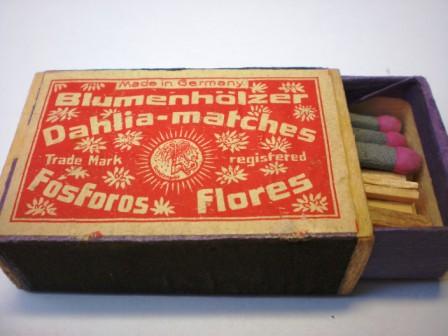 Made in Germany
Blumenhölzer
Dahlia-matches
Trade Mark registered
Fosforos Flores